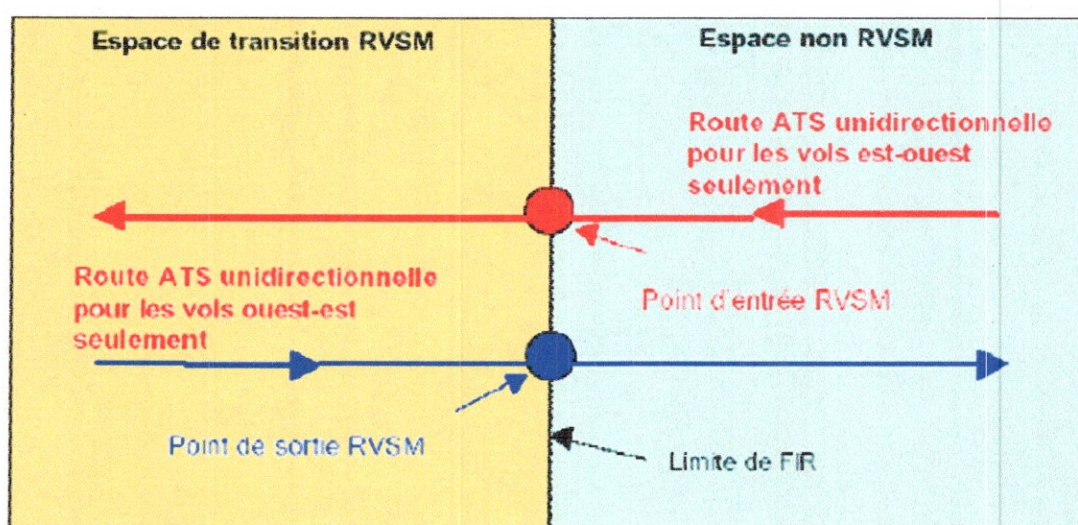 Espace de transition RVSM
Espace non RVSM
Route ATS unidirectionnelle
pour les vols est-ouest
seulement
Route ATS unidirectionnelle
pour les vols ouest-est
seulement
Point d'entrée RVSM
Point de sortie RVSM
Limite de FIR